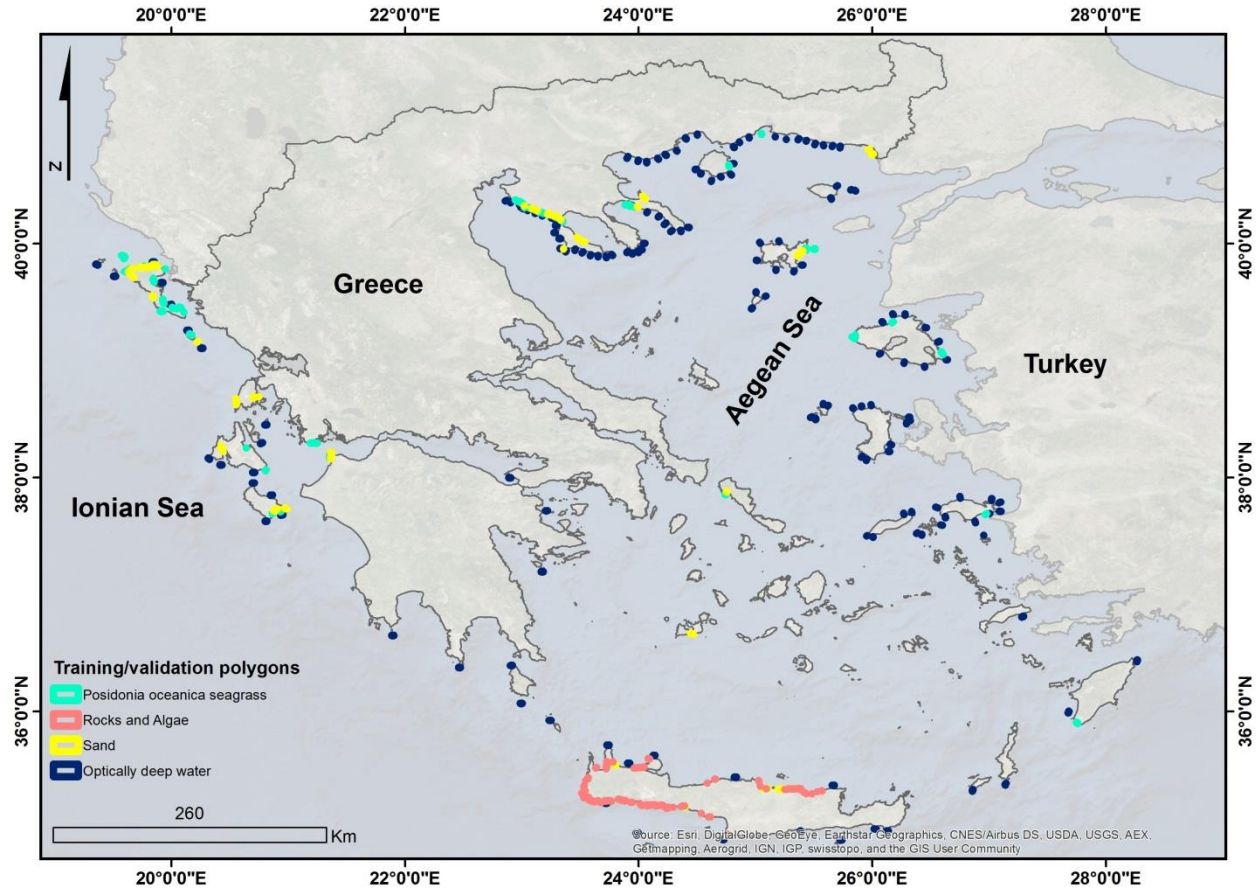 20°0'0"E 22°0'0"E 24°0'0"E 26°0'0"E 28°0'0"E
N
40°0'0"N
40°0'0"N
Greece
Aegean Sea
Turkey
38°0'0"N
38°0'0"N
Ionian Sea
Training/validation polygons
Posidonia oceanica seagrass
Rocks and Algae
Sand
Optically deep water
36°0'0"N
36°0'0"N
260
Km
Source: Esri, DigitalGlobe, GeoEye, Earthstar Geographics, CNES/Airbus DS, USDA, USGS, AEX,
Getmapping, Aerogrid, IGN, IGP, swisstopo, and the GIS User Community
20°0'0"E 22°0'0"E 24°0'0"E 26°0'0"E 28°0'0"E